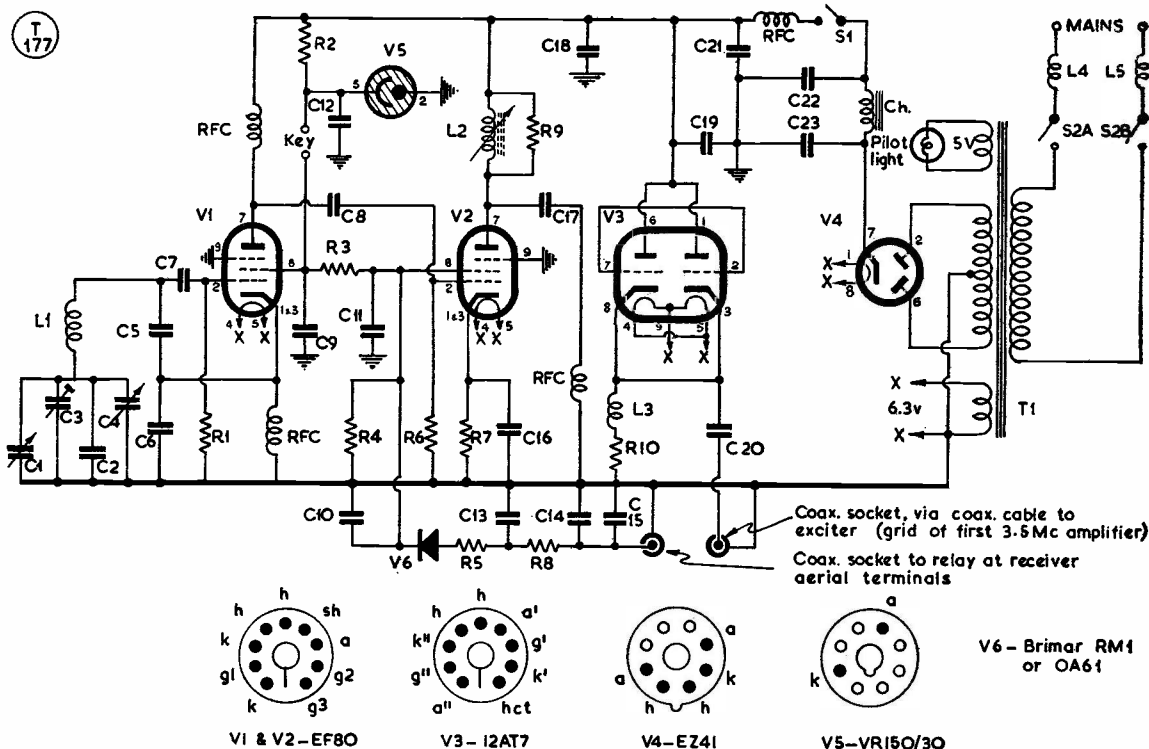 T
177
R2
V5
5
2
C12
RFC
Key
L2
R9
C18
C21
RFC
S1
MAINS
L4
L5
C22
C19
C23
Ch.
Pilot
light
5V
S2A
S2B
V1
7
9
2
8
1&3
4
5
X
X
C7
C8
R3
V2
7
9
8
2
1&3
4
5
X
X
C17
V3
6
1
7
2
8
3
4
9
5
X
X
V4
7
2
1
8
6
X
X
L1
C5
C9
C11
RFC
L3
X
6.3v
X
T1
C1
C3
C2
C4
C6
R1
RFC
R4
R6
R7
C16
R10
C20
C10
V6
R5
C13
R8
C14
C
15
Coax. socket, via coax. cable to
exciter (grid of first 3.5Mc amplifier)
Coax. socket to relay at receiver
aerial terminals
h
h
sh
k
a
g1
g2
k
g3
V1 & V2–EF80
h
h
a'
k"
g'
g"
k'
a"
hct
V3–12AT7
a
a
k
h
h
V4–EZ41
a
k
V5–VR150/30
V6–Brimar RM1
or OA61